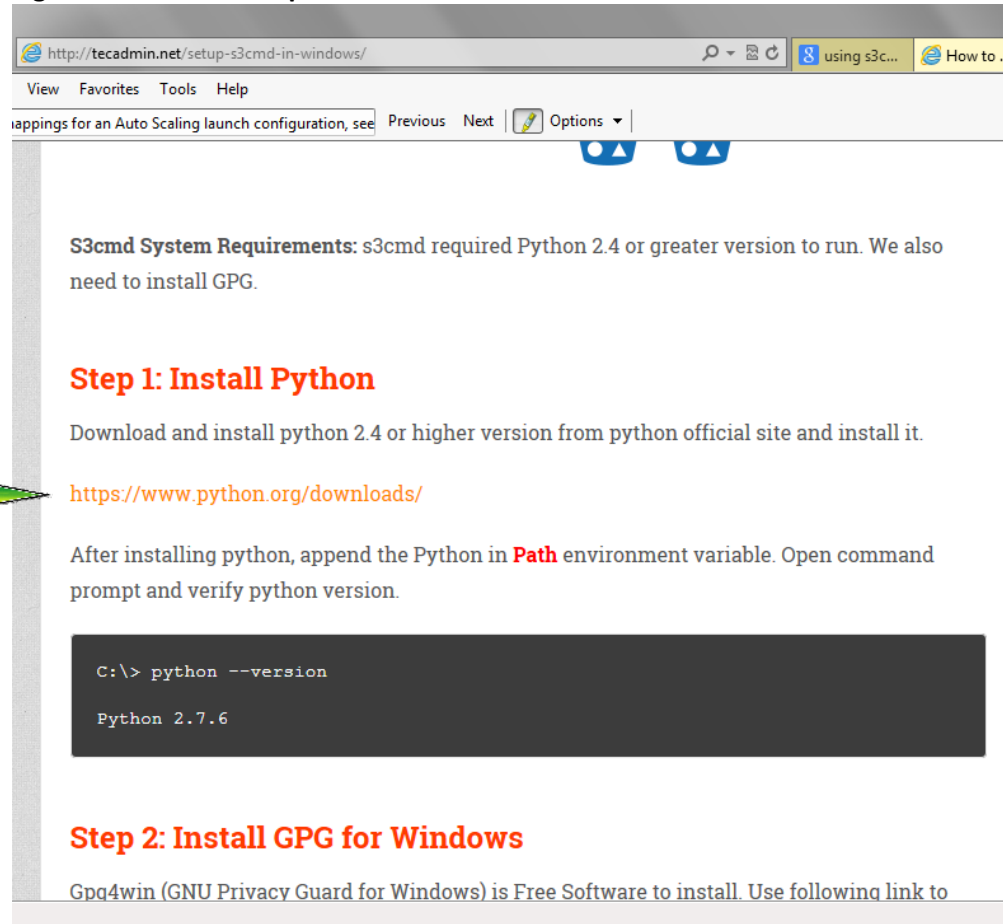 http://tecadmin.net/setup-s3cmd-in-windows/
using s3c...
How to ...
View Favorites Tools Help
appings for an Auto Scaling launch configuration, see Previous Next Options
S3cmd System Requirements: s3cmd required Python 2.4 or greater version to run. We also
need to install GPG.
Step 1: Install Python
Download and install python 2.4 or higher version from python official site and install it.
https://www.python.org/downloads/
After installing python, append the Python in Path environment variable. Open command
prompt and verify python version.
C:\> python --version
Python 2.7.6
Step 2: Install GPG for Windows
Gpg4win (GNU Privacy Guard for Windows) is Free Software to install. Use following link to